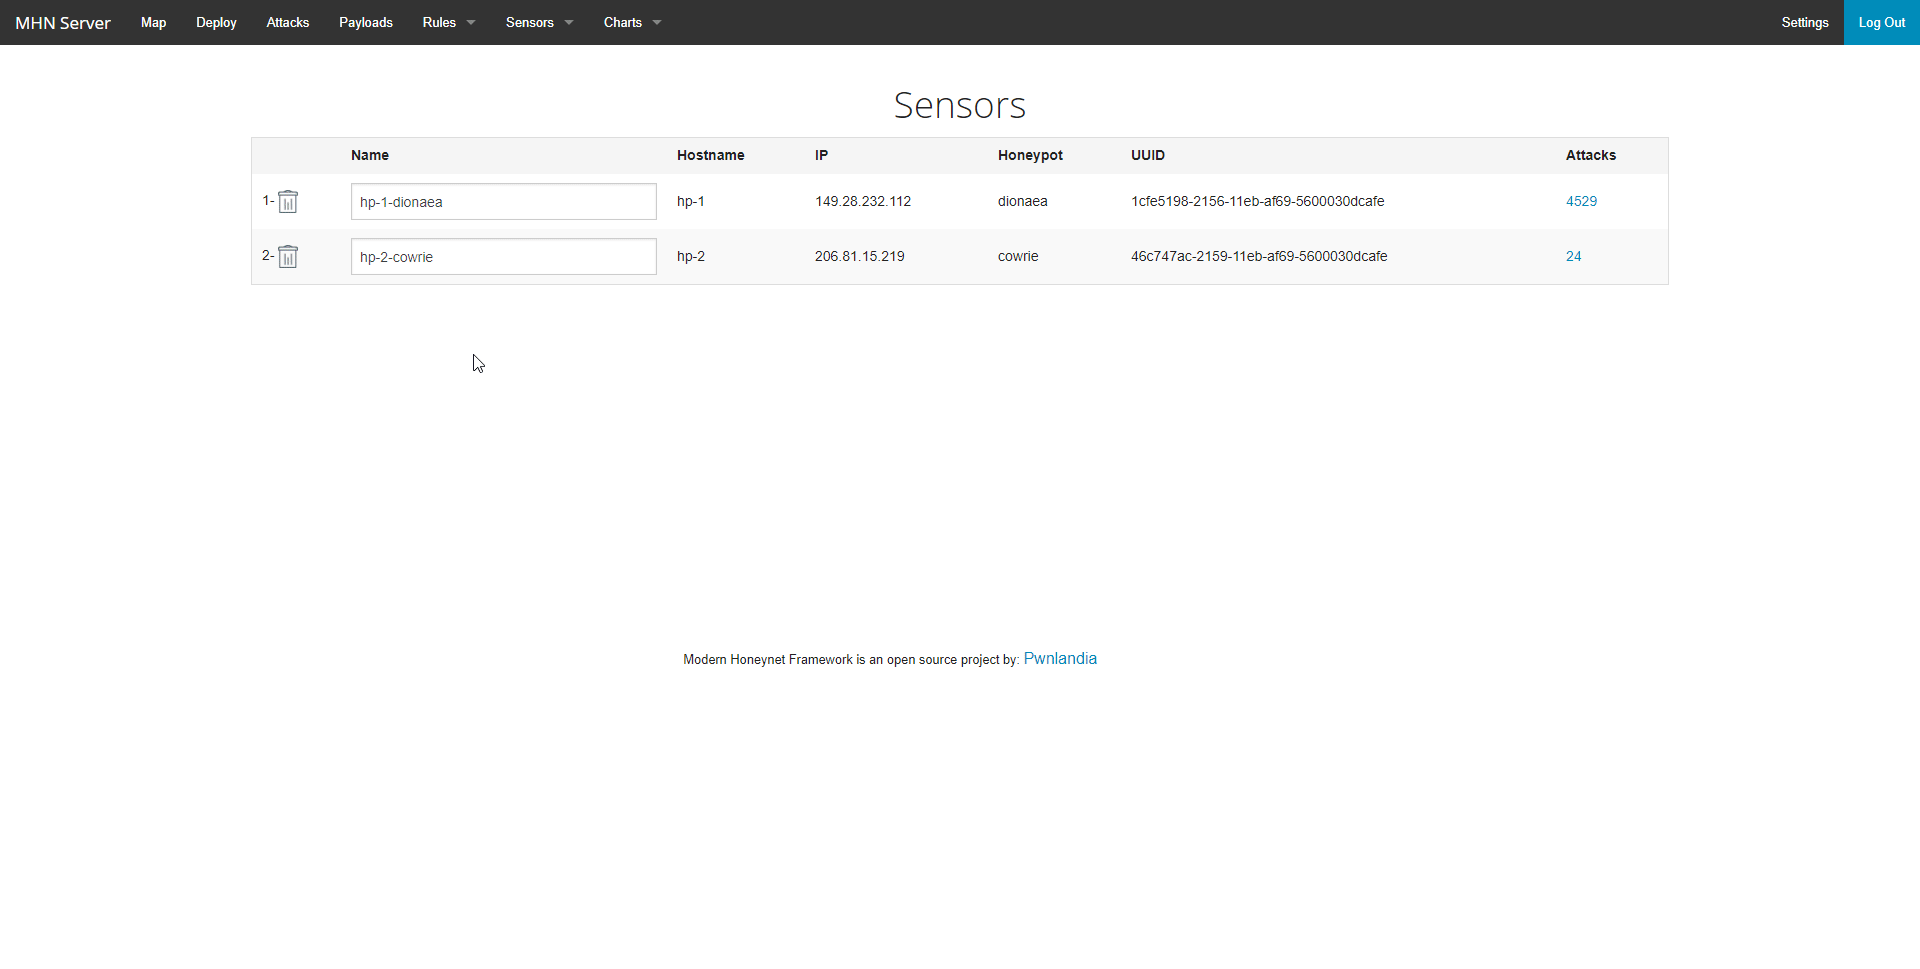 MHN Server Map Deploy Attacks Payloads Rules Sensors Charts Settings Log Out
Sensors
Name Hostname IP Honeypot UUID Attacks
1- hp-1-dionaea hp-1 149.28.232.112 dionaea 1cfe5198-2156-11eb-af69-5600030dcafe 4529
2- hp-2-cowrie hp-2 206.81.15.219 cowrie 46c747ac-2159-11eb-af69-5600030dcafe 24
Modern Honeynet Framework is an open source project by: Pwnlandia